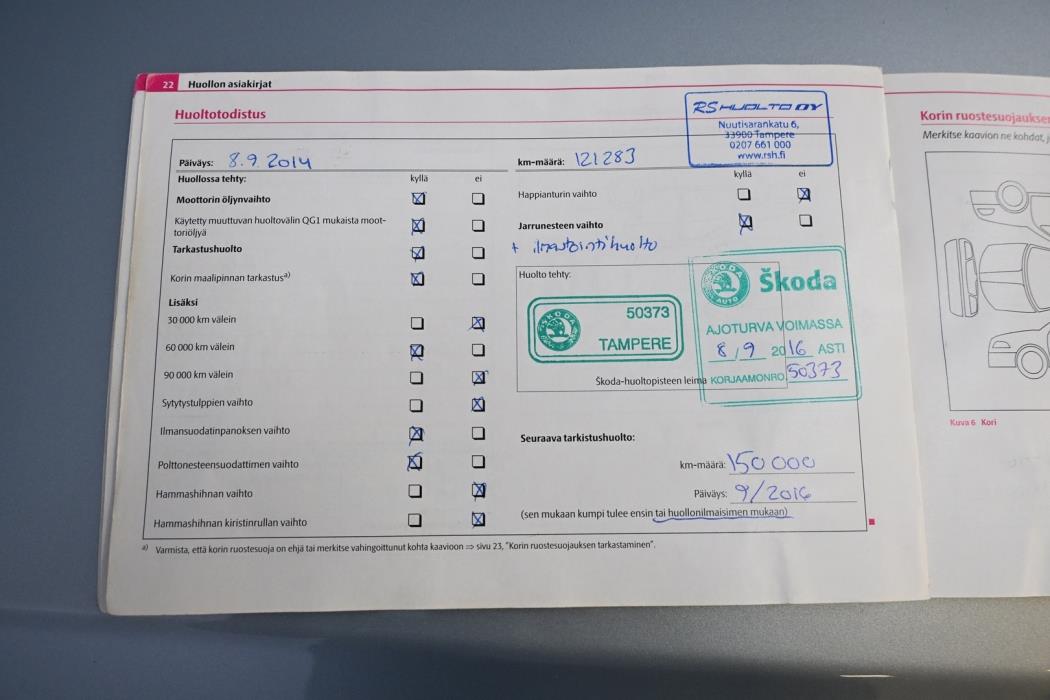 22 Huollon asiakirjat
Huoltotodistus
RS HUOLTO OY
Nuutisarankatu 6,
33900 Tampere
0207 661 000
www.rsh.fi
Päiväys: 8.9.2014
km-määrä: 121283
Huollossa tehty: kyllä ei
Moottorin öljynvaihto
Käytetty muuttuvan huoltovälin QG1 mukaista moot-
toriöljyä
Tarkastushuolto
Korin maalipinnan tarkastus a)
Lisäksi
30 000 km välein
60 000 km välein
90 000 km välein
Sytytystulppien vaihto
Ilmansuodatinpanoksen vaihto
Polttonesteensuodattimen vaihto
Hammashihnan vaihto
Hammashihnan kiristinrullan vaihto
kyllä ei
Happianturin vaihto
Jarrunesteen vaihto
+ ilmastointihuolto
Huolto tehty:
SKODA
50373
TAMPERE
SKODA
AUTO
Škoda
AJOTURVA VOIMASSA
8/9 2016 ASTI
KORJAAMONRO. 50373
Škoda-huoltopisteen leima
Seuraava tarkistushuolto:
km-määrä: 150 000
Päiväys: 9/2016
(sen mukaan kumpi tulee ensin tai huollonilmaisimen mukaan)
a) Varmista, että korin ruostesuoja on ehjä tai merkitse vahingoittunut kohta kaavioon ⇒ sivu 23, "Korin ruostesuojauksen tarkastaminen".
Korin ruostesuojauksen
Merkitse kaavion ne kohdat, j
Kuva 6 Kori